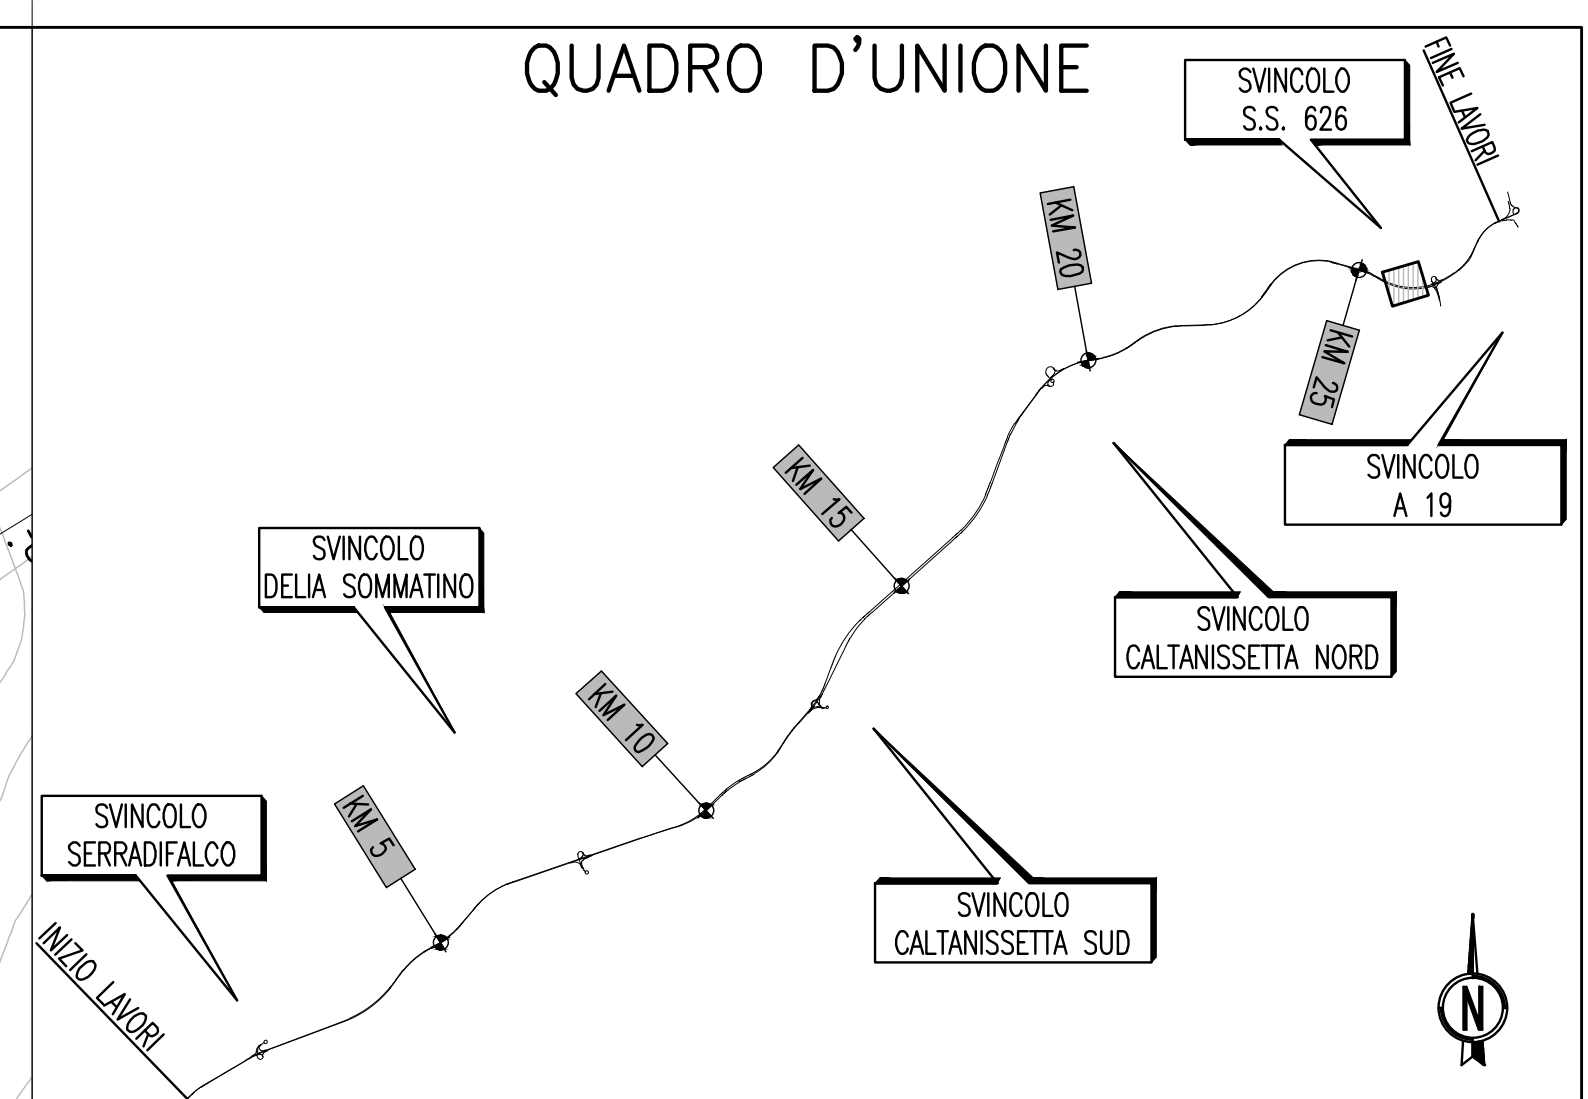 QUADRO D'UNIONE
SVINCOLO
S.S. 626
FINE LAVORI
KM 20
KM 25
SVINCOLO
A 19
KM 15
SVINCOLO
DELIA SOMMATINO
SVINCOLO
CALTANISSETTA NORD
KM 10
KM 5
SVINCOLO
SERRADIFALCO
SVINCOLO
CALTANISSETTA SUD
INIZIO LAVORI
N